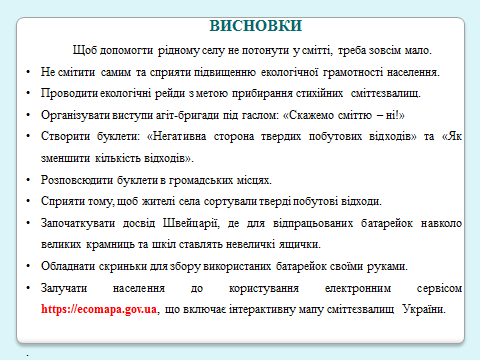 ВИСНОВКИ
Щоб допомогти рідному селу не потонути у смітті, треба зовсім мало.
• Не смітити самим та сприяти підвищенню екологічної грамотності населення.
• Проводити екологічні рейди з метою прибирання стихійних сміттєзвалищ.
• Організувати виступи агіт-бригади під гаслом: «Скажемо сміттю – ні!»
• Створити буклети: «Негативна сторона твердих побутових відходів» та «Як
зменшити кількість відходів».
• Розповсюдити буклети в громадських місцях.
• Сприяти тому, щоб жителі села сортували тверді побутові відходи.
• Започаткувати досвід Швейцарії, де для відпрацьованих батарейок навколо
великих крамниць та шкіл ставлять невеличкі ящички.
• Обладнати скриньки для збору використаних батарейок своїми руками.
• Залучати населення до користування електронним сервісом
https://ecomapa.gov.ua, що включає інтерактивну мапу сміттєзвалищ України.
.